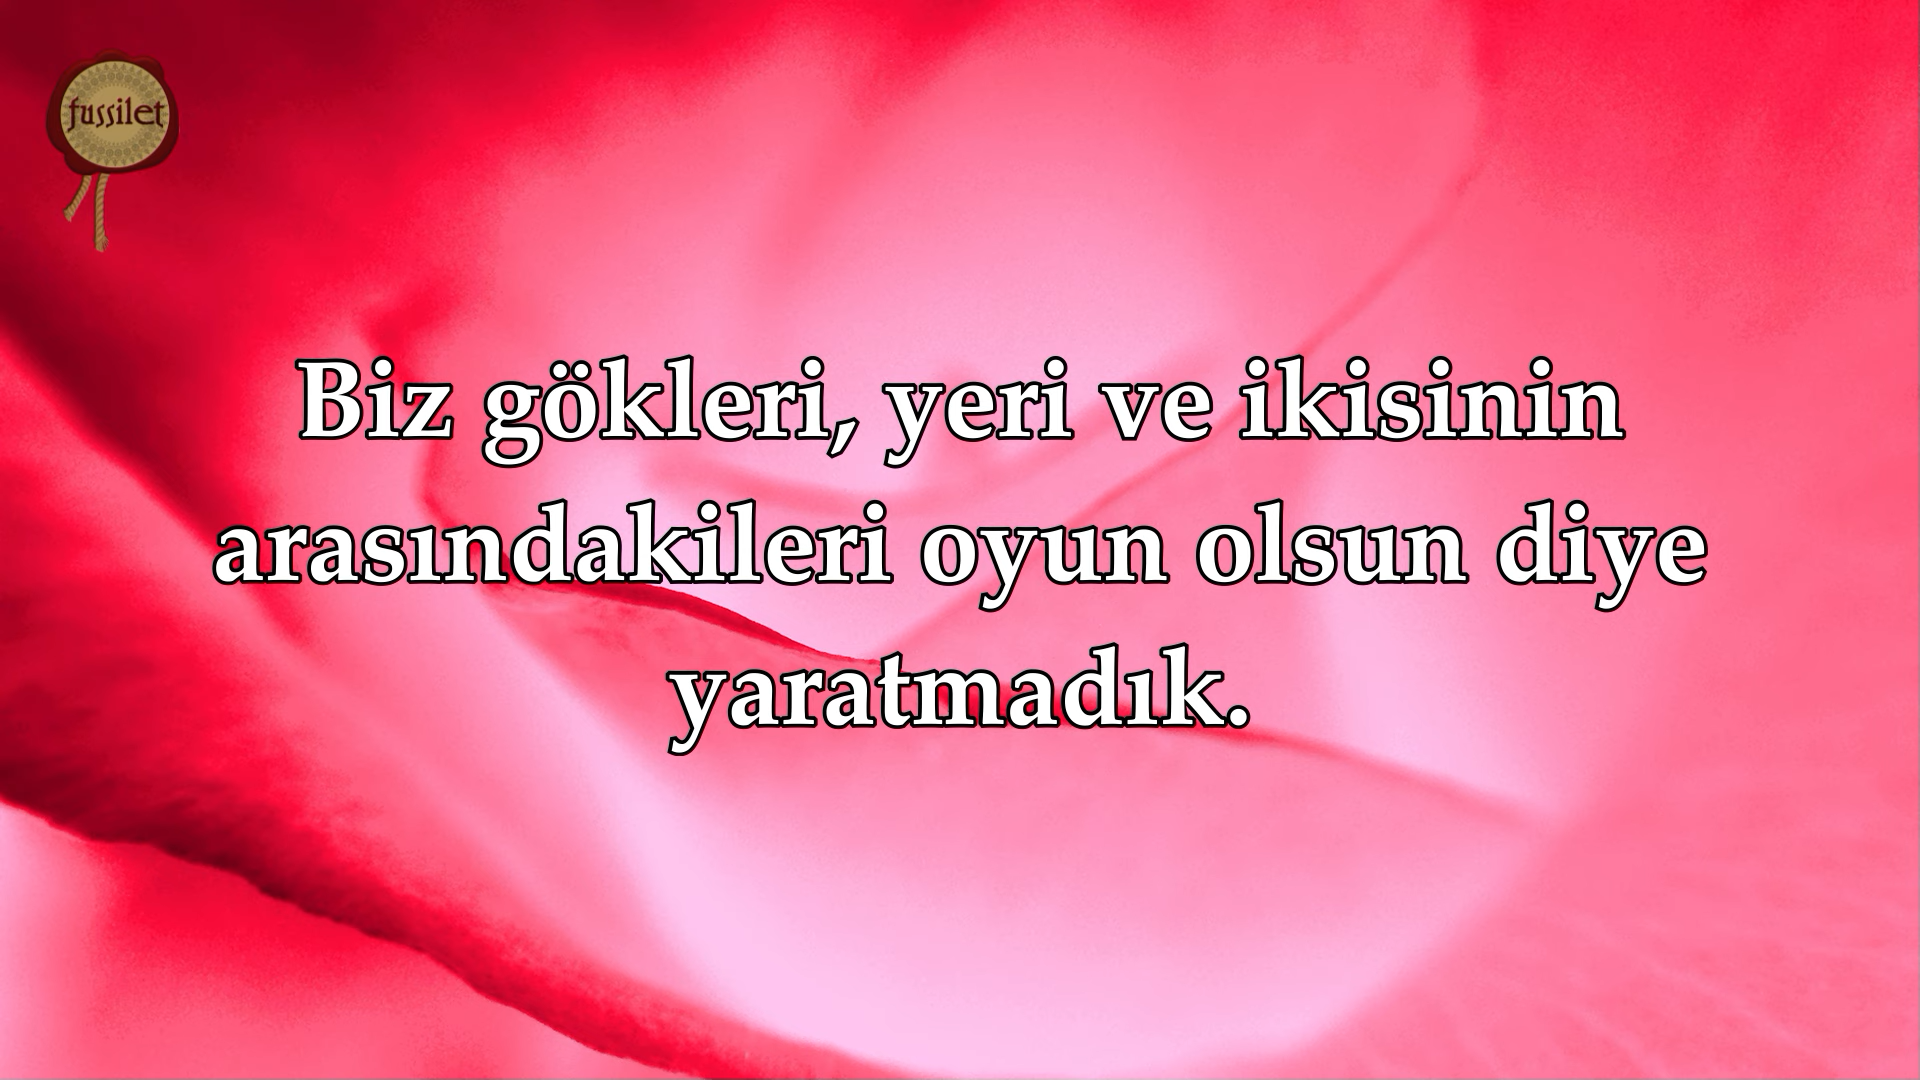 fussilet
Biz gökleri, yeri ve ikisinin
arasındakileri oyun olsun diye
yaratmadık.